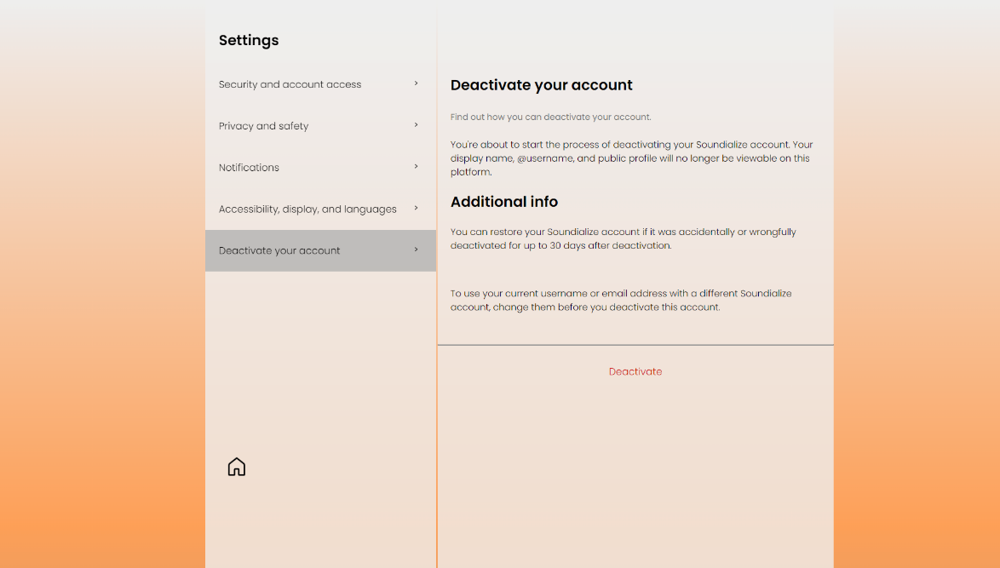 Settings
Security and account access
Privacy and safety
Notifications
Accessibility, display, and languages
Deactivate your account
Deactivate your account
Find out how you can deactivate your account.
You're about to start the process of deactivating your Soundialize account. Your
display name, @username, and public profile will no longer be viewable on this
platform.
Additional info
You can restore your Soundialize account if it was accidentally or wrongfully
deactivated for up to 30 days after deactivation.
To use your current username or email address with a different Soundialize
account, change them before you deactivate this account.
Deactivate